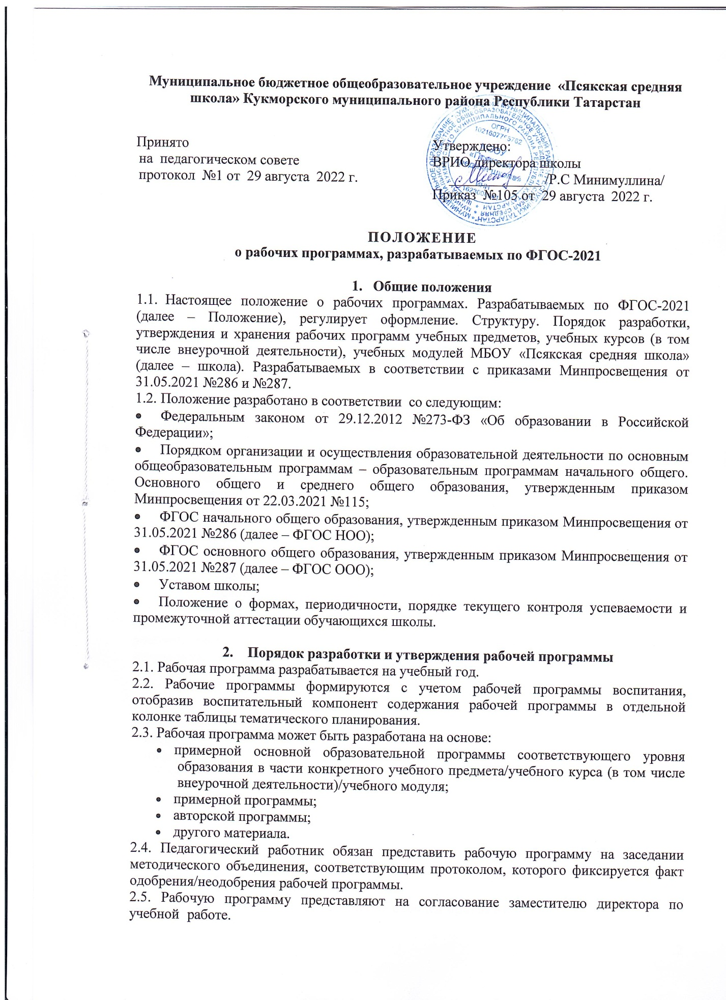 Муниципальное бюджетное общеобразовательное учреждение «Псякская средняя
школа» Кукморского муниципального района Республики Татарстан
Принято
на педагогическом совете
протокол №1 от 29 августа 2022 г.
Утверждено:
ВРИО директора школы
/Р.С Минимуллина/
Приказ №105 от 29 августа 2022 г.
ОГРН
ИНН
ПОЛОЖЕНИЕ
о рабочих программах, разрабатываемых по ФГОС-2021
1. Общие положения
1.1. Настоящее положение о рабочих программах. Разрабатываемых по ФГОС-2021
(далее – Положение), регулирует оформление. Структуру. Порядок разработки,
утверждения и хранения рабочих программ учебных предметов, учебных курсов (в том
числе внеурочной деятельности), учебных модулей МБОУ «Псякская средняя школа»
(далее – школа). Разрабатываемых в соответствии с приказами Минпросвещения от
31.05.2021 №286 и №287.
1.2. Положение разработано в соответствии со следующим:
• Федеральным законом от 29.12.2012 №273-ФЗ «Об образовании в Российской
Федерации»;
• Порядком организации и осуществления образовательной деятельности по основным
общеобразовательным программам – образовательным программам начального общего.
Основного общего и среднего общего образования, утвержденным приказом
Минпросвещения от 22.03.2021 №115;
• ФГОС начального общего образования, утвержденным приказом Минпросвещения от
31.05.2021 №286 (далее – ФГОС НОО);
• ФГОС основного общего образования, утвержденным приказом Минпросвещения от
31.05.2021 №287 (далее – ФГОС ООО);
• Уставом школы;
• Положение о формах, периодичности, порядке текущего контроля успеваемости и
промежуточной аттестации обучающихся школы.
2. Порядок разработки и утверждения рабочей программы
2.1. Рабочая программа разрабатывается на учебный год.
2.2. Рабочие программы формируются с учетом рабочей программы воспитания,
отобразив воспитательный компонент содержания рабочей программы в отдельной
колонке таблицы тематического планирования.
2.3. Рабочая программа может быть разработана на основе:
• примерной основной образовательной программы соответствующего уровня
образования в части конкретного учебного предмета/учебного курса (в том числе
внеурочной деятельности)/учебного модуля;
• примерной программы;
• авторской программы;
• другого материала.
2.4. Педагогический работник обязан представить рабочую программу на заседании
методического объединения, соответствующим протоколом, которого фиксируется факт
одобрения/неодобрения рабочей программы.
2.5. Рабочую программу представляют на согласование заместителю директора по
учебной работе.